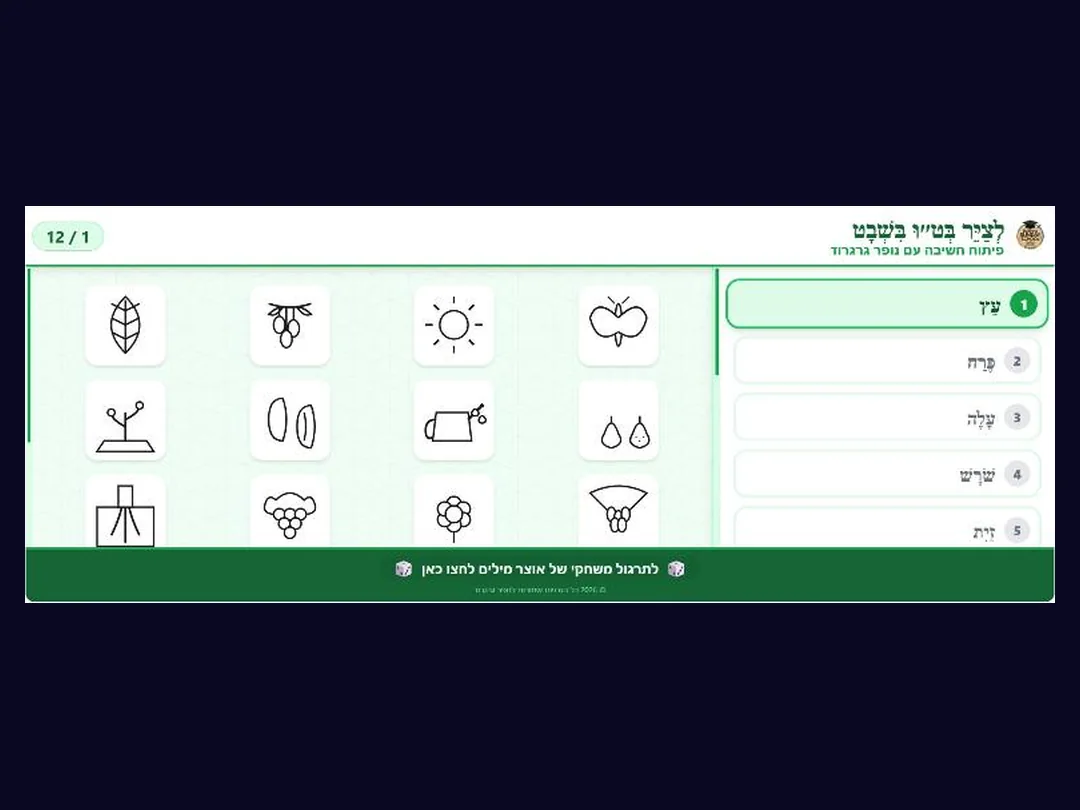 לְצַיֵּר בְּט״וּ בִּשְׁבָט
פיתוח חשיבה עם נופר גרגרוד
12 / 1
1 עֵץ
2 פֶּרַח
3 עָלֶה
4 שֹׁרֶשׁ
5 זַיִת
לתרגול משחקי של אוצר מילים לחצו כאן
© 2026